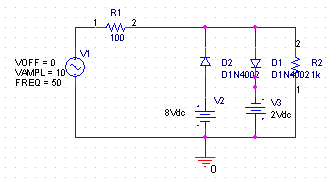 R1
1
2
100
V1
VOFF = 0
VAMPL = 10
FREQ = 50
D2
D1N4002
D1
D1N4002
2
R2
1k
1
V2
8Vdc
V3
2Vdc
0